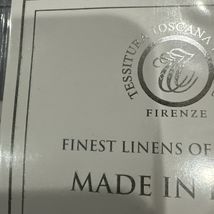 TESSITURA TOSCANA
FIRENZE
FINEST LINENS OF
MADE IN